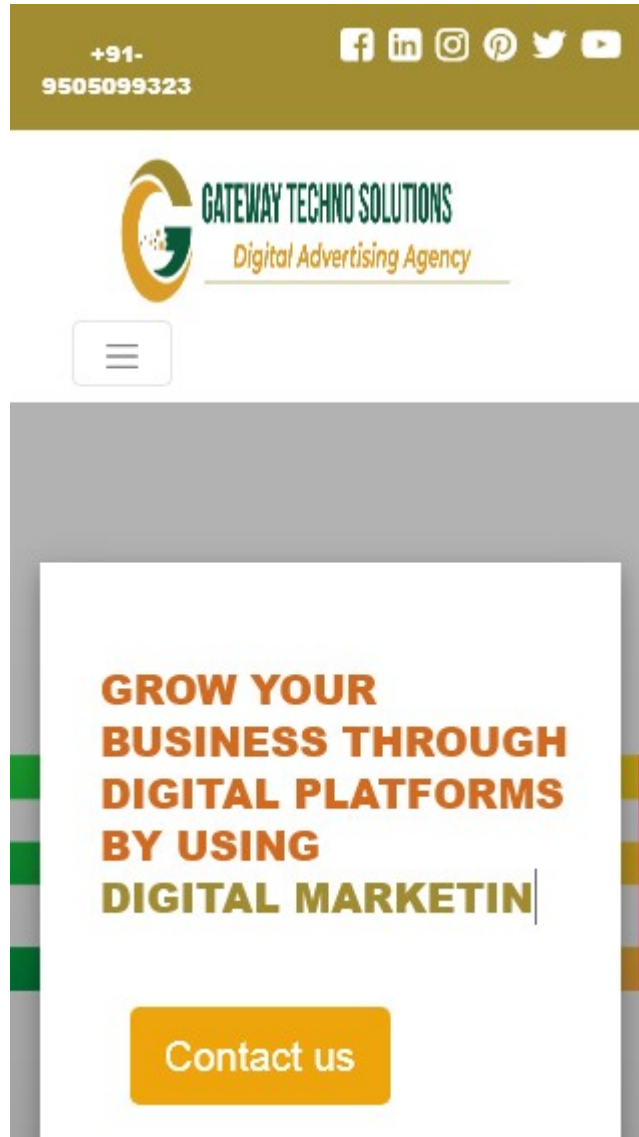 +91-
9505099323
GATEWAY TECHNO SOLUTIONS
Digital Advertising Agency
GROW YOUR
BUSINESS THROUGH
DIGITAL PLATFORMS
BY USING
DIGITAL MARKETIN
Contact us